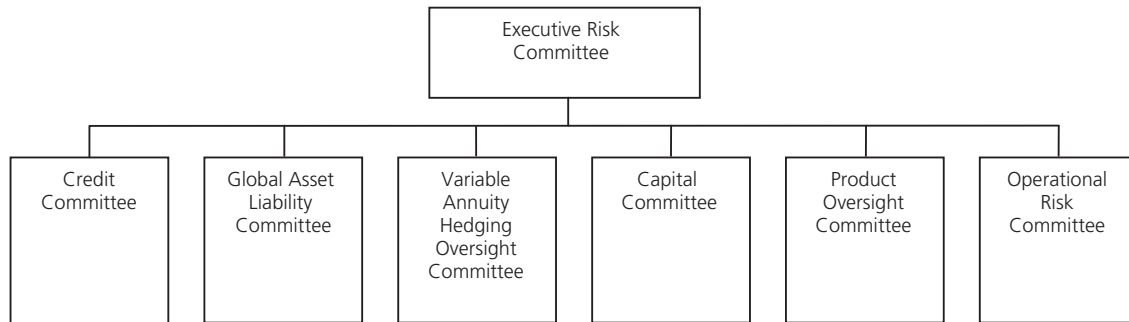 Executive Risk
Committee
Credit
Committee
Global Asset
Liability
Committee
Variable
Annuity
Hedging
Oversight
Committee
Capital
Committee
Product
Oversight
Committee
Operational
Risk
Committee